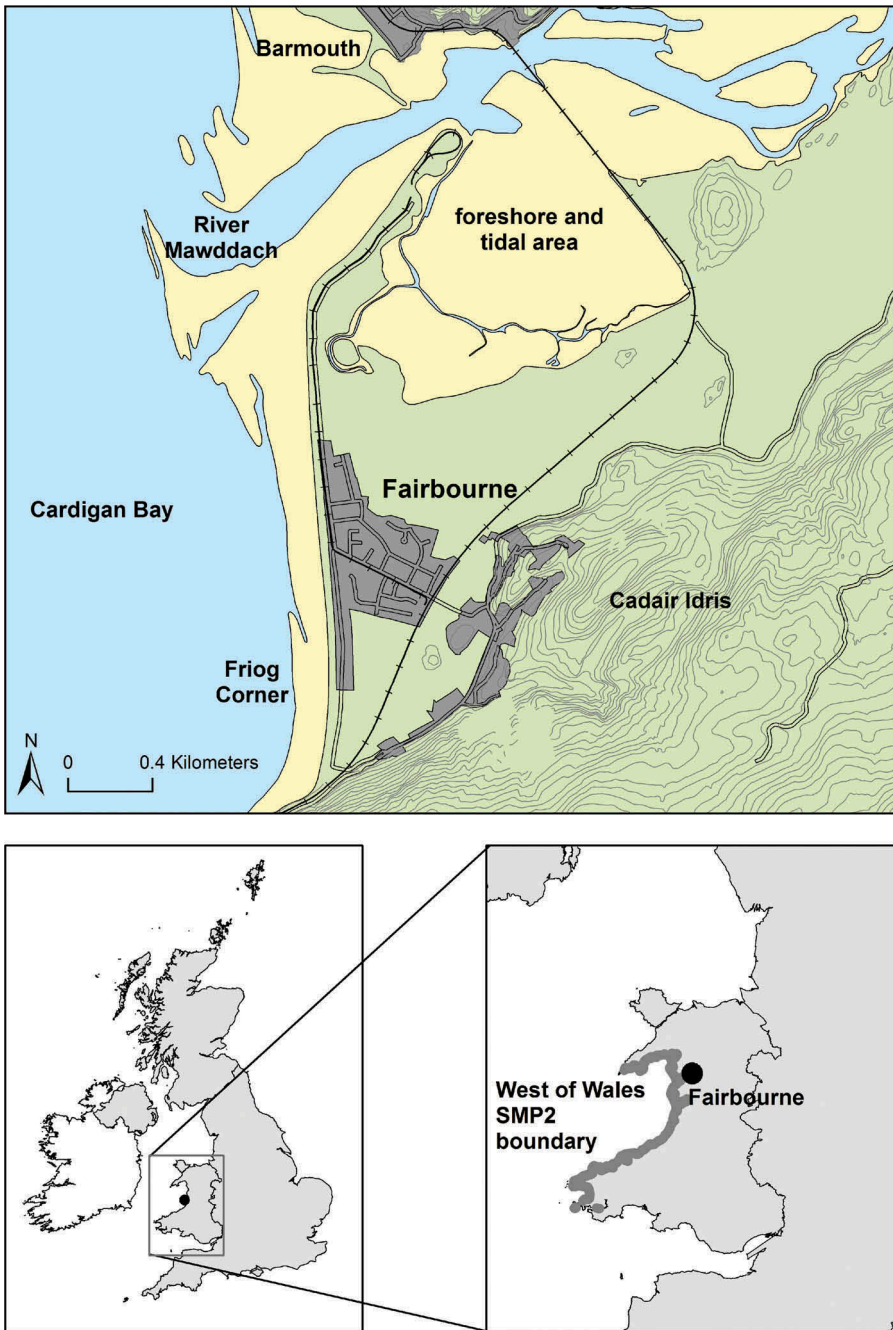 Barmouth
River
Mawddach
foreshore and
tidal area
Fairbourne
Cardigan Bay
Cadair Idris
Friog
Corner
N
0 0.4 Kilometers
West of Wales
SMP2
boundary
Fairbourne